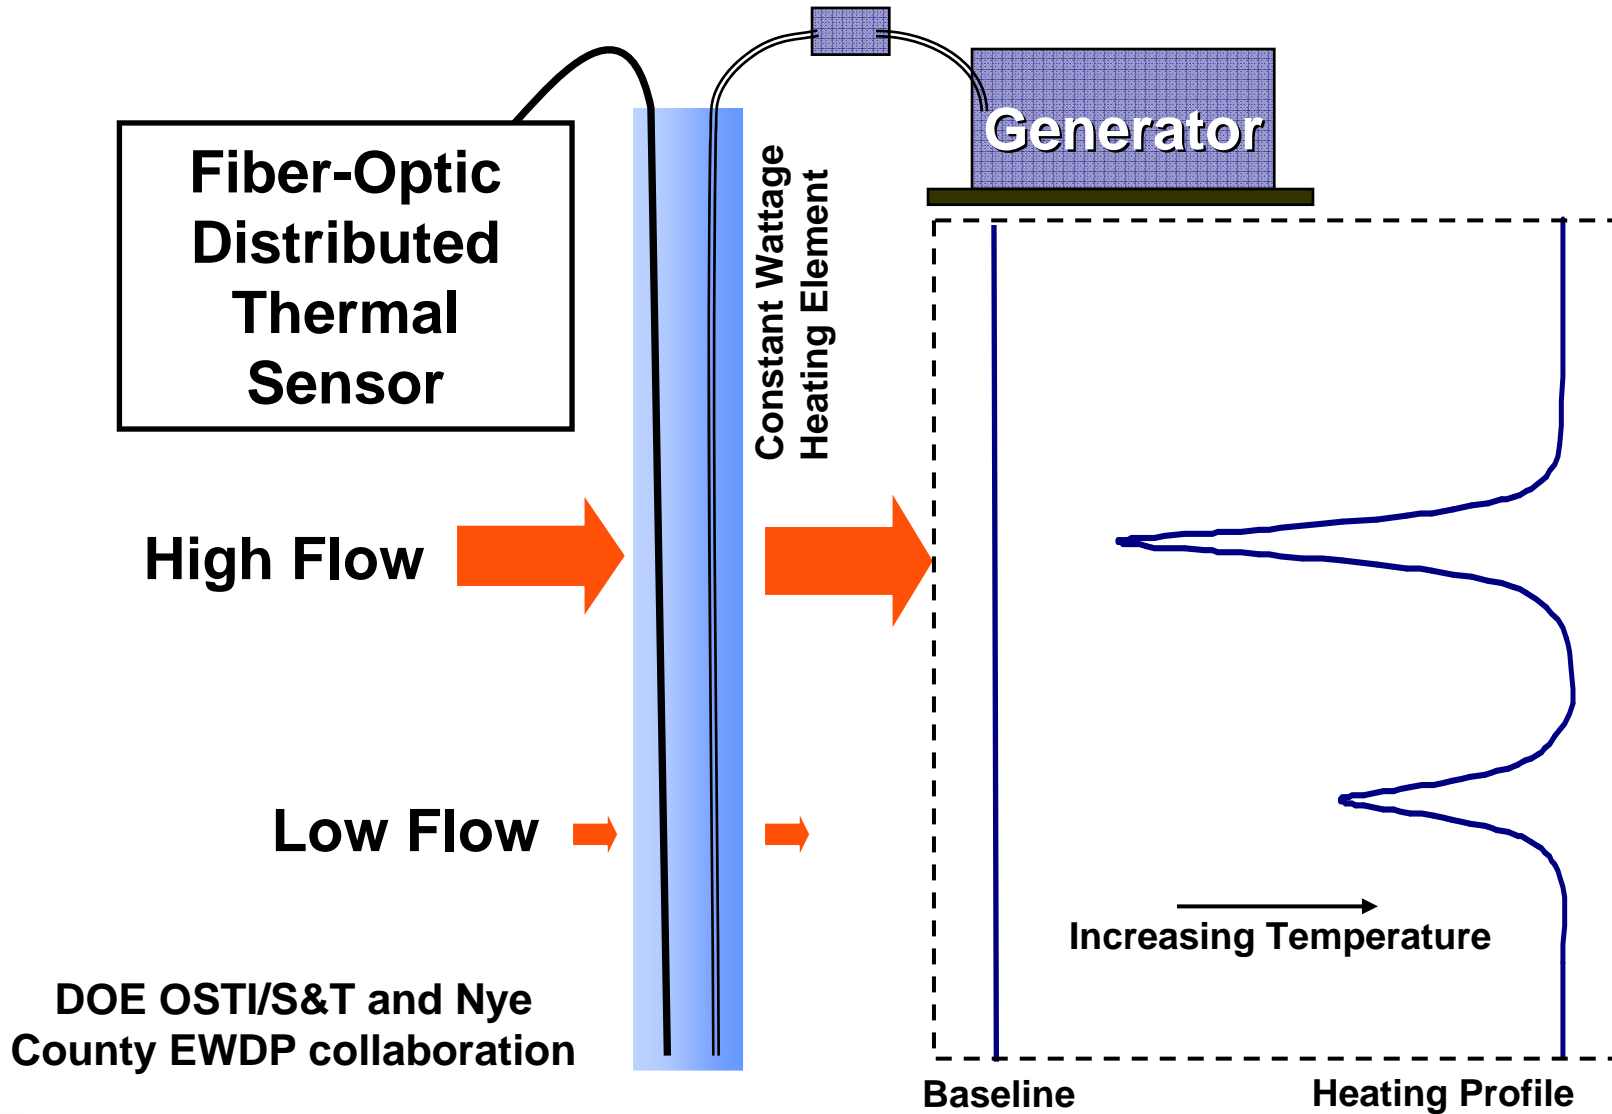 Generator
Fiber-Optic
Distributed
Thermal
Sensor
Constant Wattage
Heating Element
High Flow
Low Flow
Increasing Temperature
DOE OSTI/S&T and Nye
County EWDP collaboration
Baseline
Heating Profile